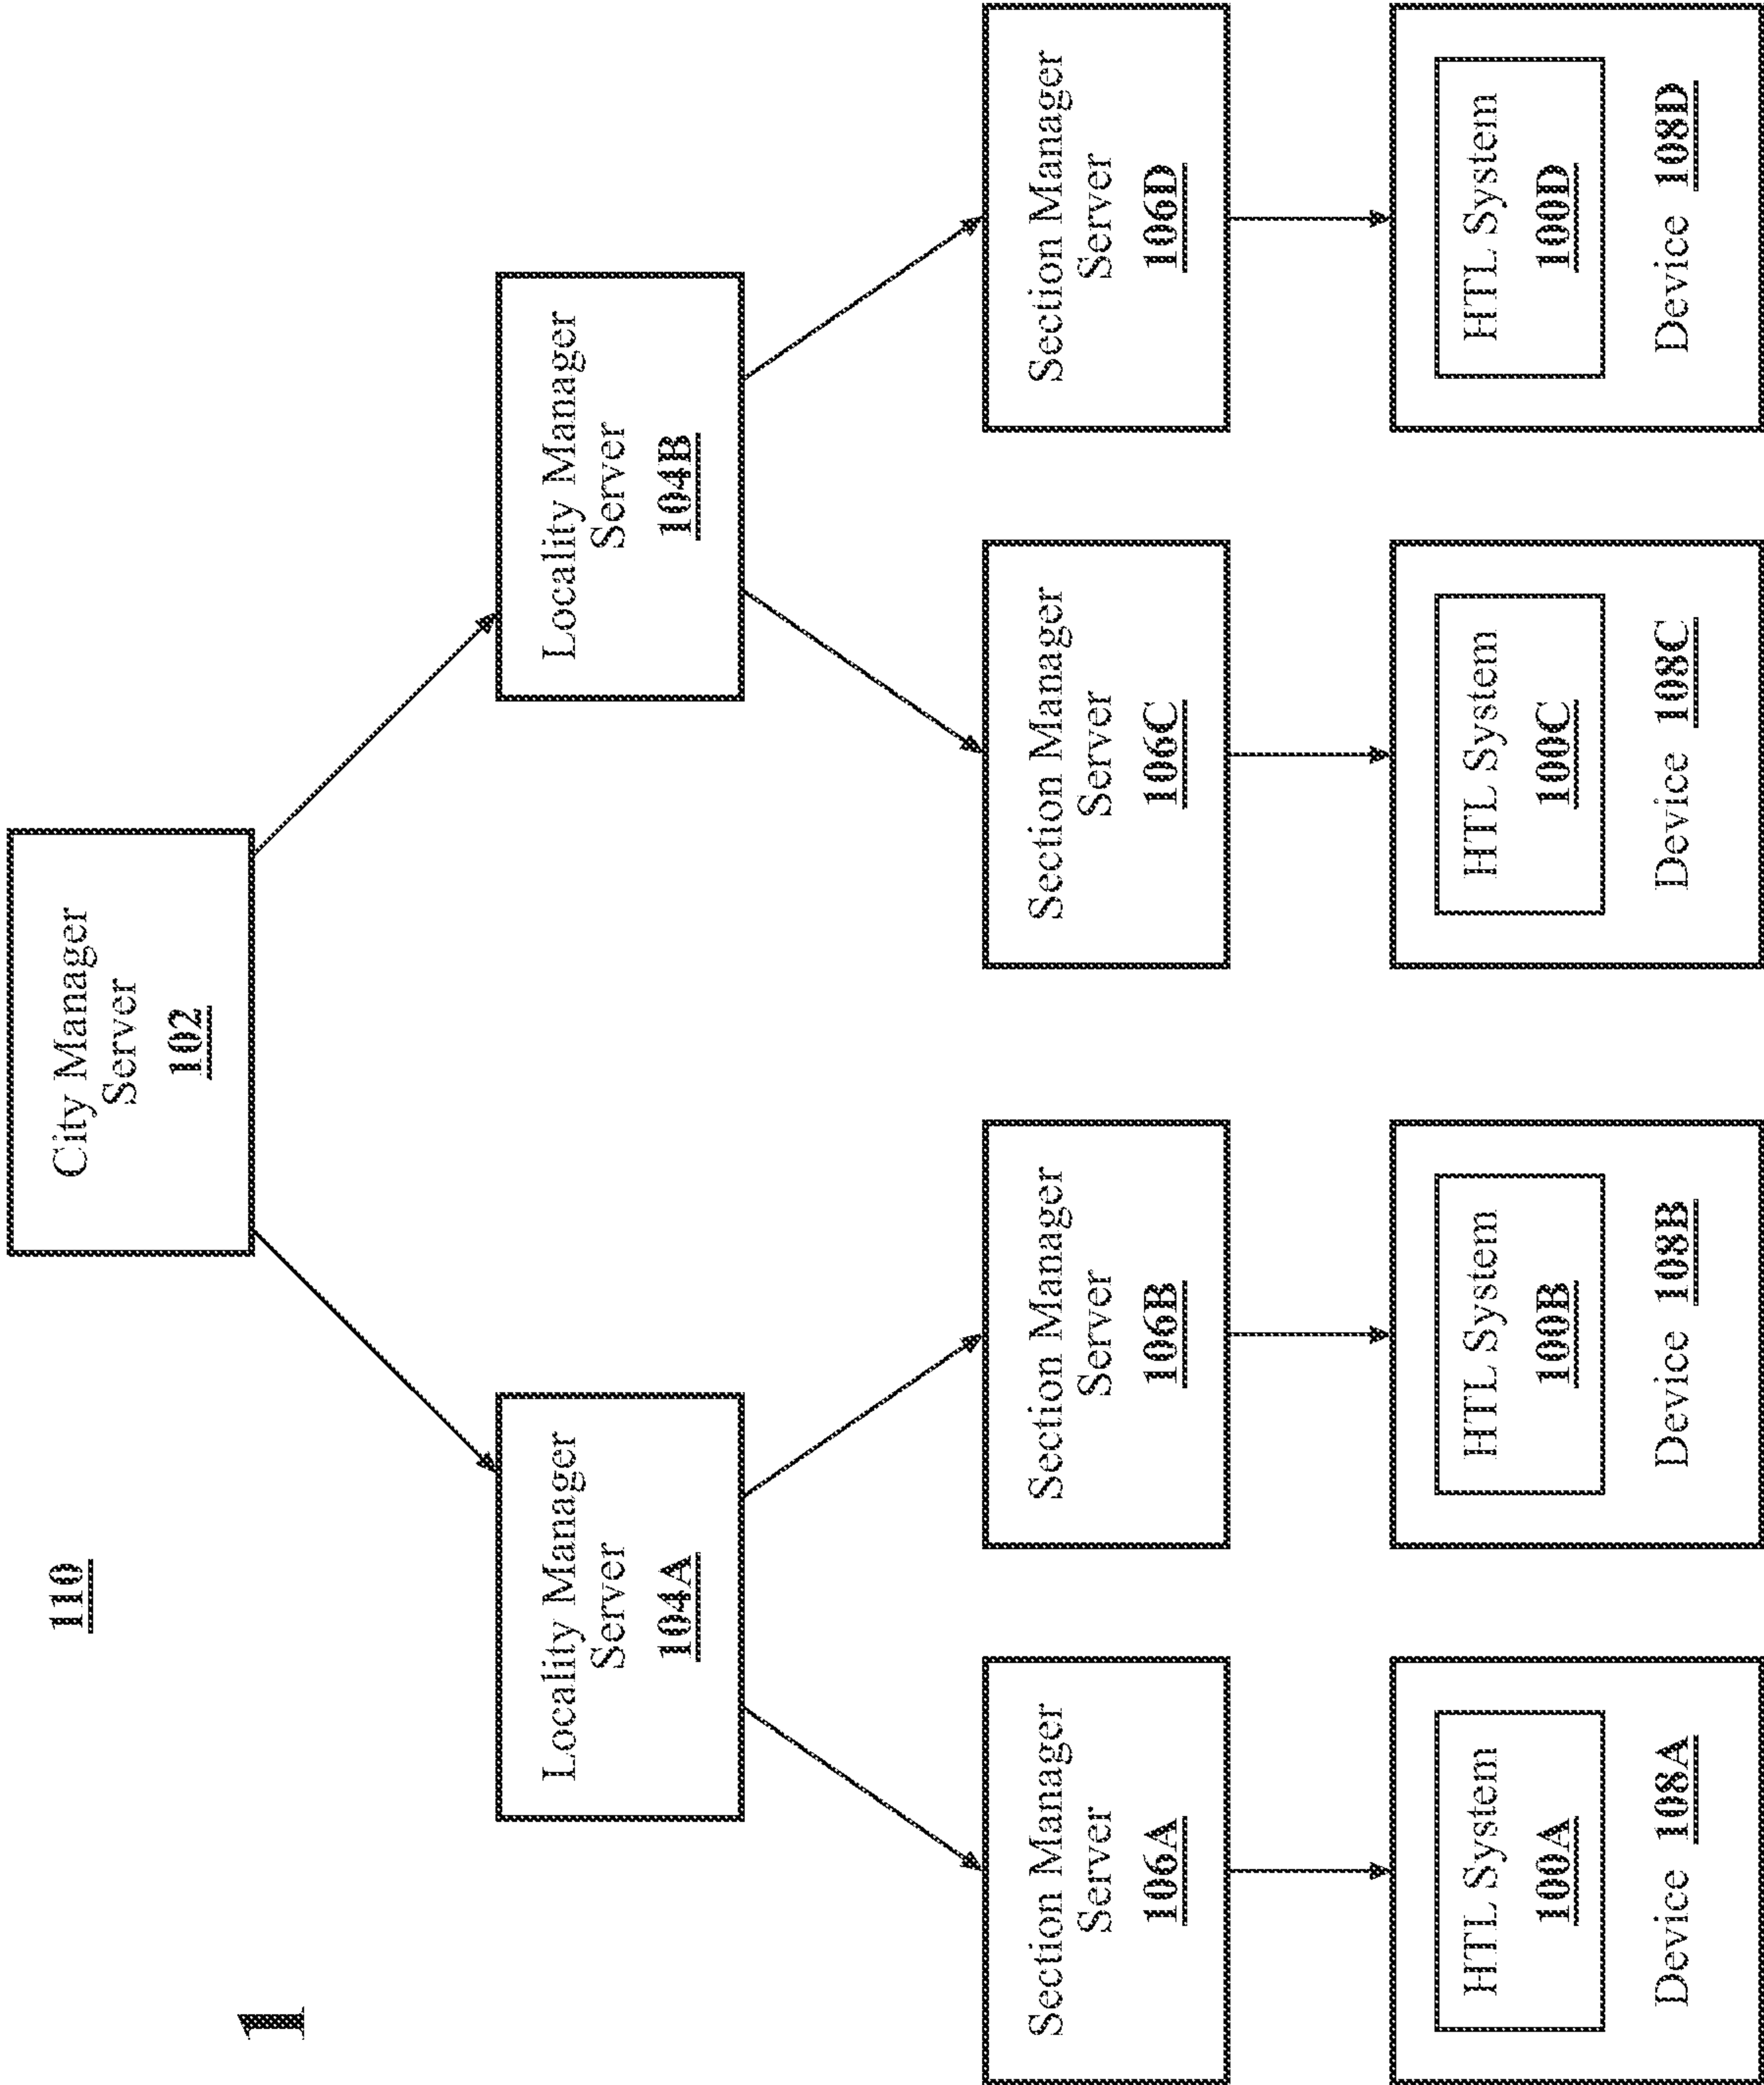 1
110
City Manager
Server
102
Locality Manager
Server
104A
Locality Manager
Server
104B
Section Manager
Server
106A
Section Manager
Server
106B
Section Manager
Server
106C
Section Manager
Server
106D
HTL System
100A
Device 108A
HTL System
100B
Device 108B
HTL System
100C
Device 108C
HTL System
100D
Device 108D